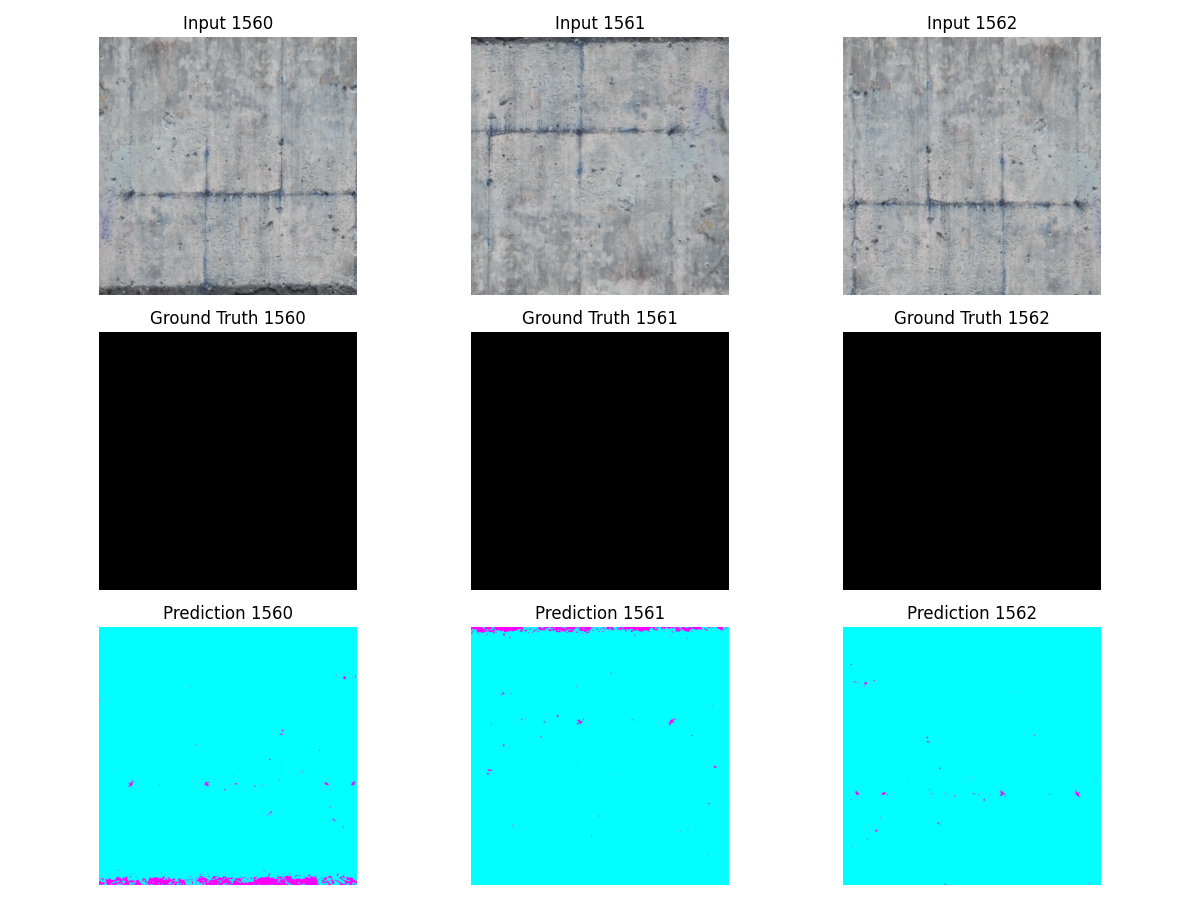 Input 1560
Input 1561
Input 1562
Ground Truth 1560
Ground Truth 1561
Ground Truth 1562
Prediction 1560
Prediction 1561
Prediction 1562